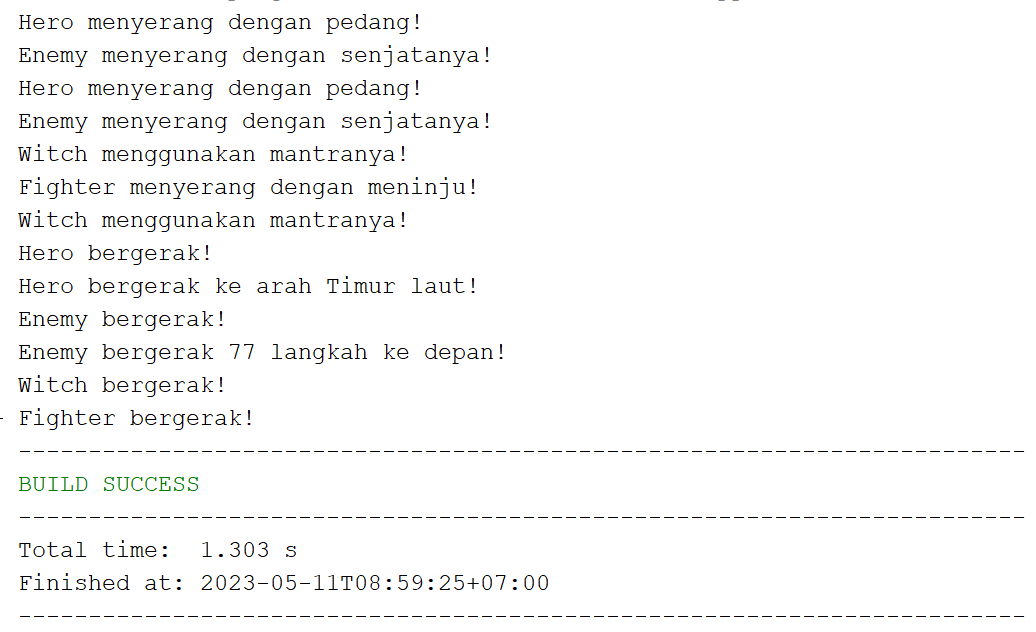 Hero menyerang dengan pedang!
Enemy menyerang dengan senjatanya!
Hero menyerang dengan pedang!
Enemy menyerang dengan senjatanya!
Witch menggunakan mantranya!
Fighter menyerang dengan meninju!
Witch menggunakan mantranya!
Hero bergerak!
Hero bergerak ke arah Timur laut!
Enemy bergerak!
Enemy bergerak 77 langkah ke depan!
Witch bergerak!
Fighter bergerak!
------------------------------------------------------------------------
BUILD SUCCESS
------------------------------------------------------------------------
Total time:  1.303 s
Finished at: 2023-05-11T08:59:25+07:00
------------------------------------------------------------------------